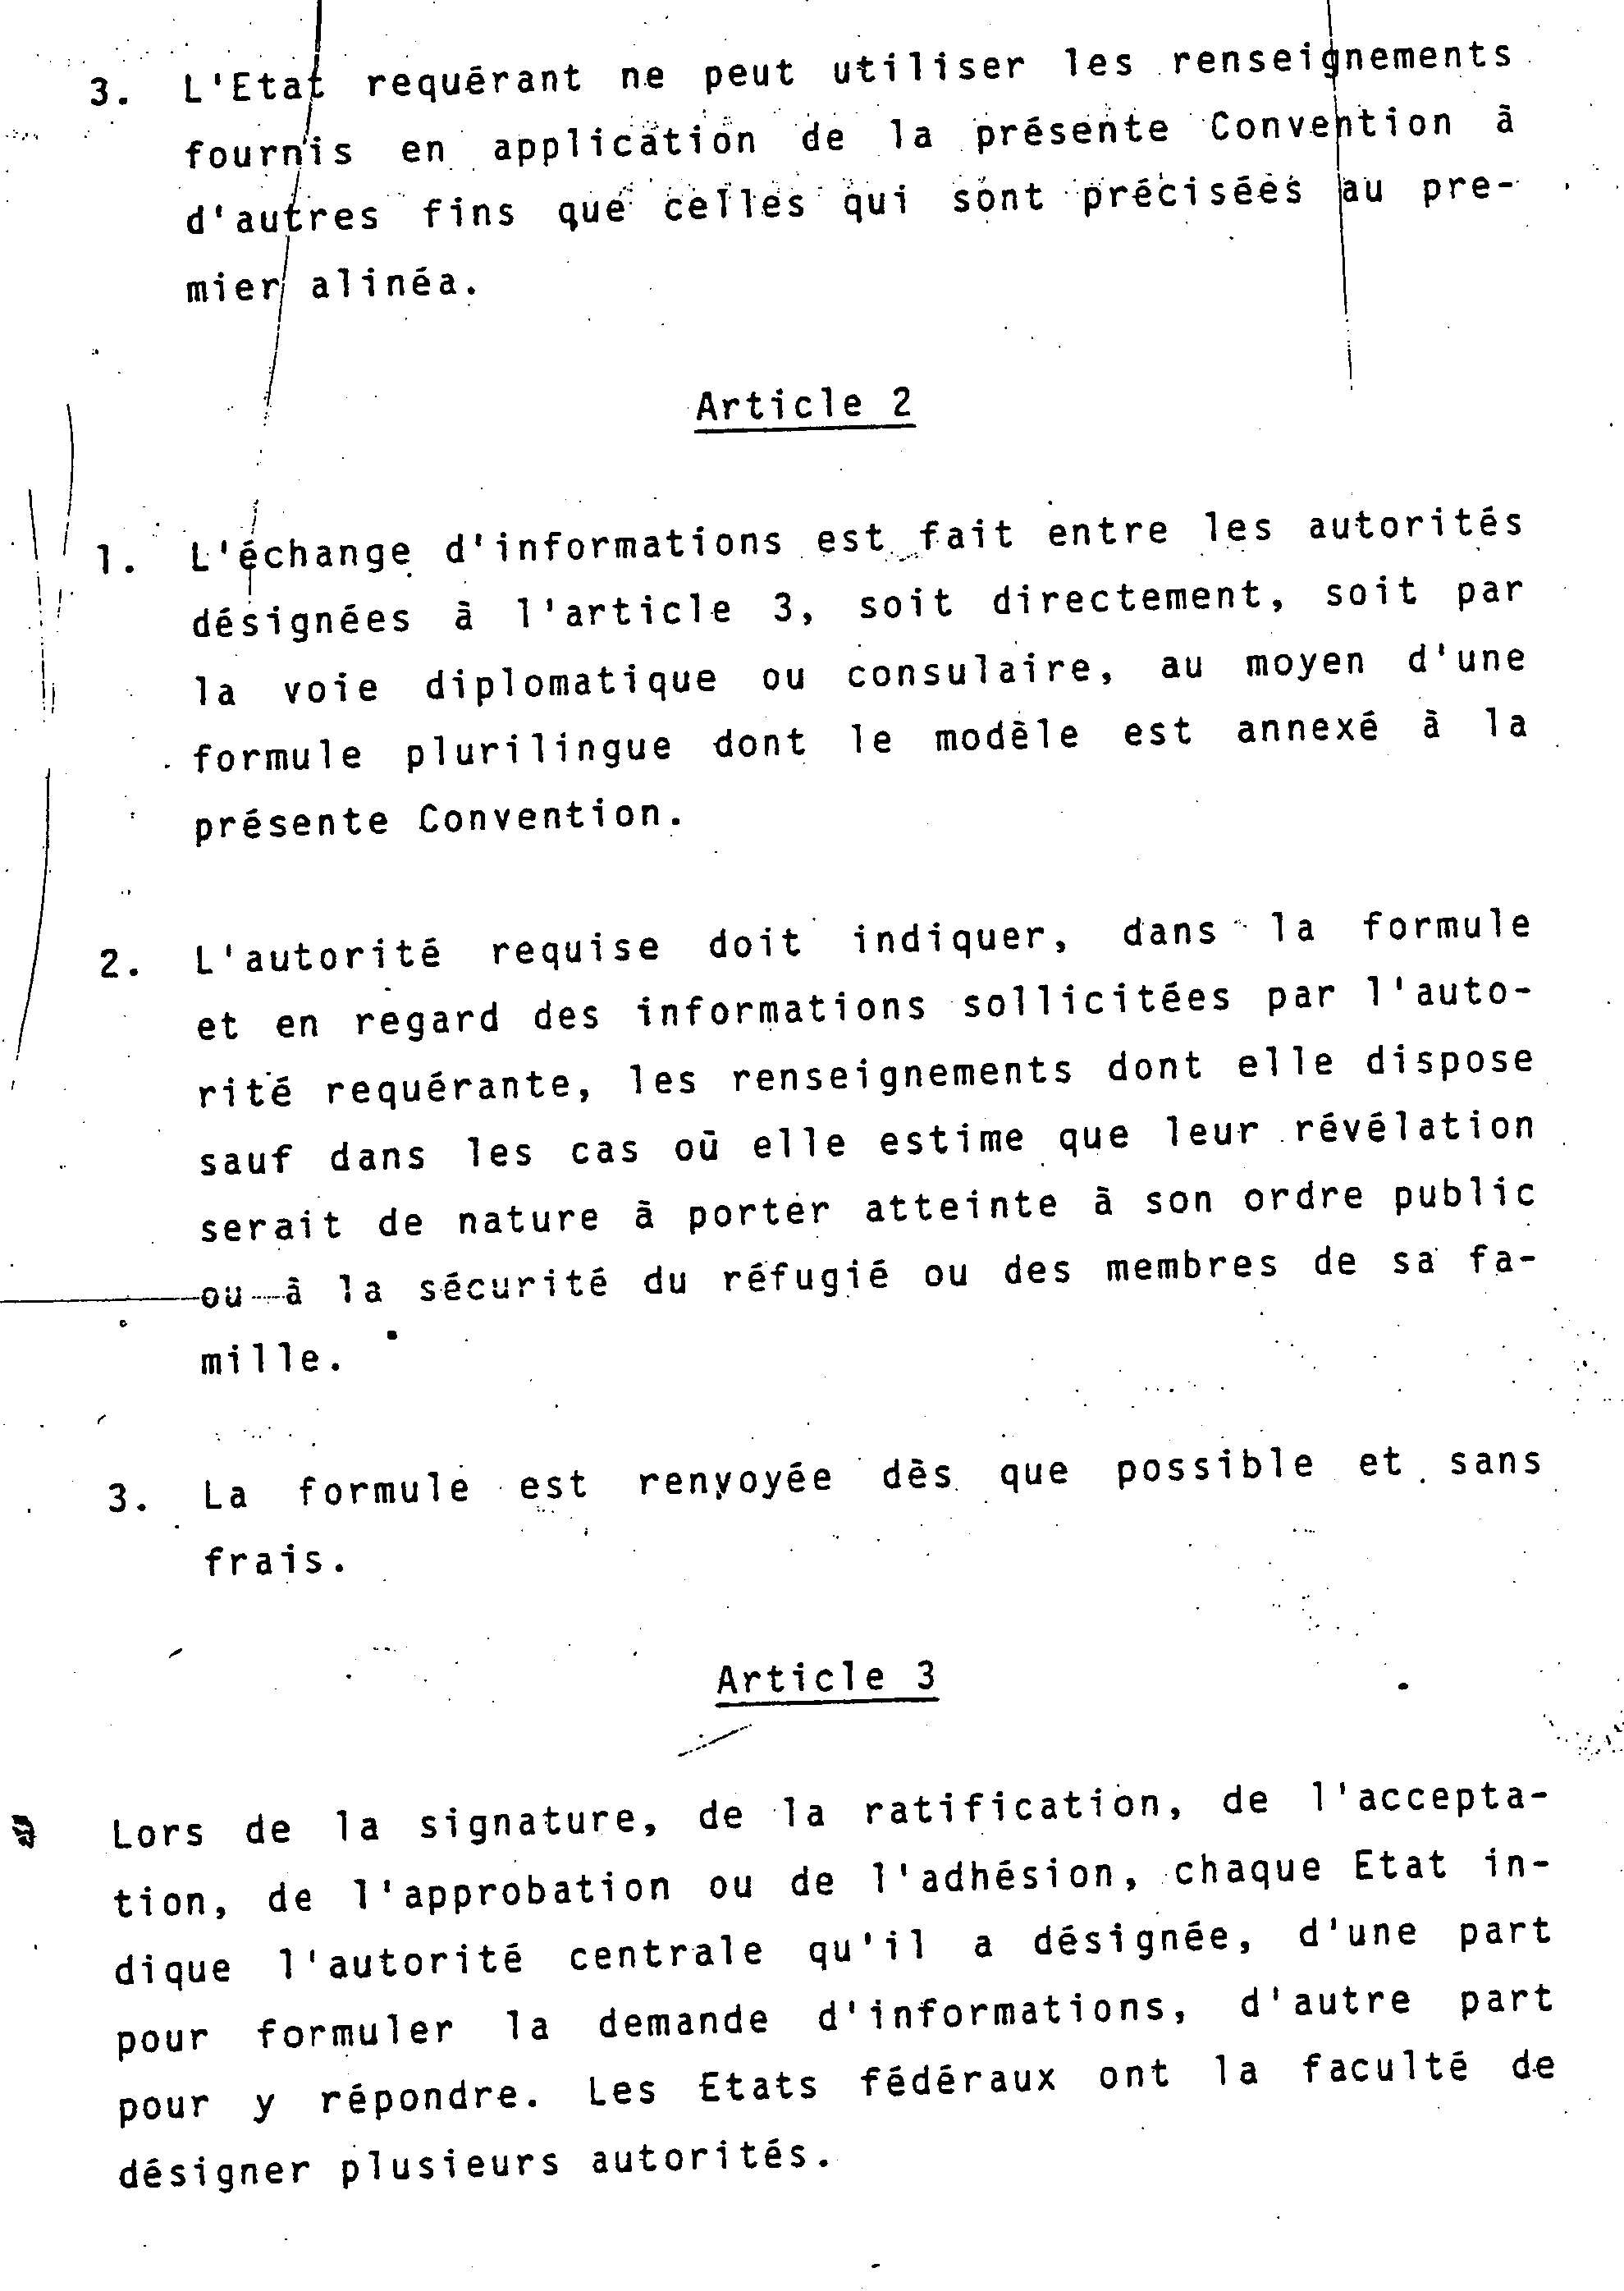 3. L'Etat requérant ne peut utiliser les renseignements
fournis en application de la présente Convention à
d'autres fins que celles qui sont précisées au pre-
mier alinéa.
Article 2
1. L'échange d'informations est fait entre les autorités
désignées à l'article 3, soit directement, soit par
la voie diplomatique ou consulaire, au moyen d'une
formule plurilingue dont le modèle est annexé à la
présente Convention.
2. L'autorité requise doit indiquer, dans la formule
et en regard des informations sollicitées par l'auto-
rité requérante, les renseignements dont elle dispose
sauf dans les cas où elle estime que leur révélation
serait de nature à porter atteinte à son ordre public
ou à la sécurité du réfugié ou des membres de sa fa-
mille.
3. La formule est renvoyée dès que possible et sans
frais.
Article 3
Lors de la signature, de la ratification, de l'accepta-
tion, de l'approbation ou de l'adhésion, chaque Etat in-
dique l'autorité centrale qu'il a désignée, d'une part
pour formuler la demande d'informations, d'autre part
pour y répondre. Les Etats fédéraux ont la faculté de
désigner plusieurs autorités.